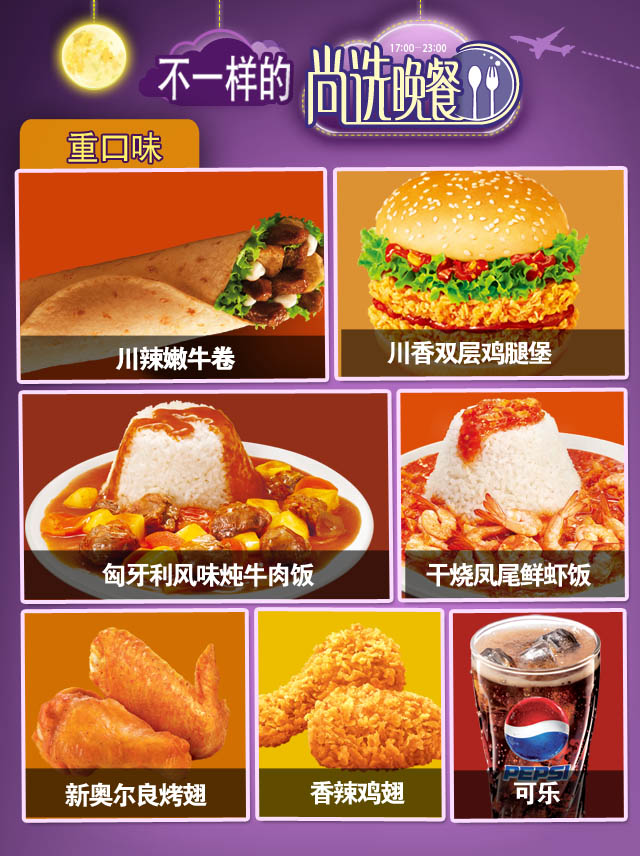 17:00-23:00
不一样的
尚选晚餐
重口味
川辣嫩牛卷
川香双层鸡腿堡
匈牙利风味炖牛肉饭
干烧凤尾鲜虾饭
新奥尔良烤翅
香辣鸡翅
PEPSI
可乐